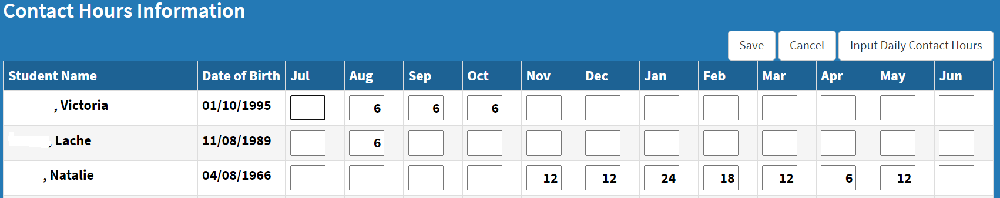 Contact Hours Information
Save Cancel Input Daily Contact Hours
Student Name Date of Birth Jul Aug Sep Oct Nov Dec Jan Feb Mar Apr May Jun
, Victoria 01/10/1995 6 6 6
, Lache 11/08/1989 6
, Natalie 04/08/1966 12 12 24 18 12 6 12